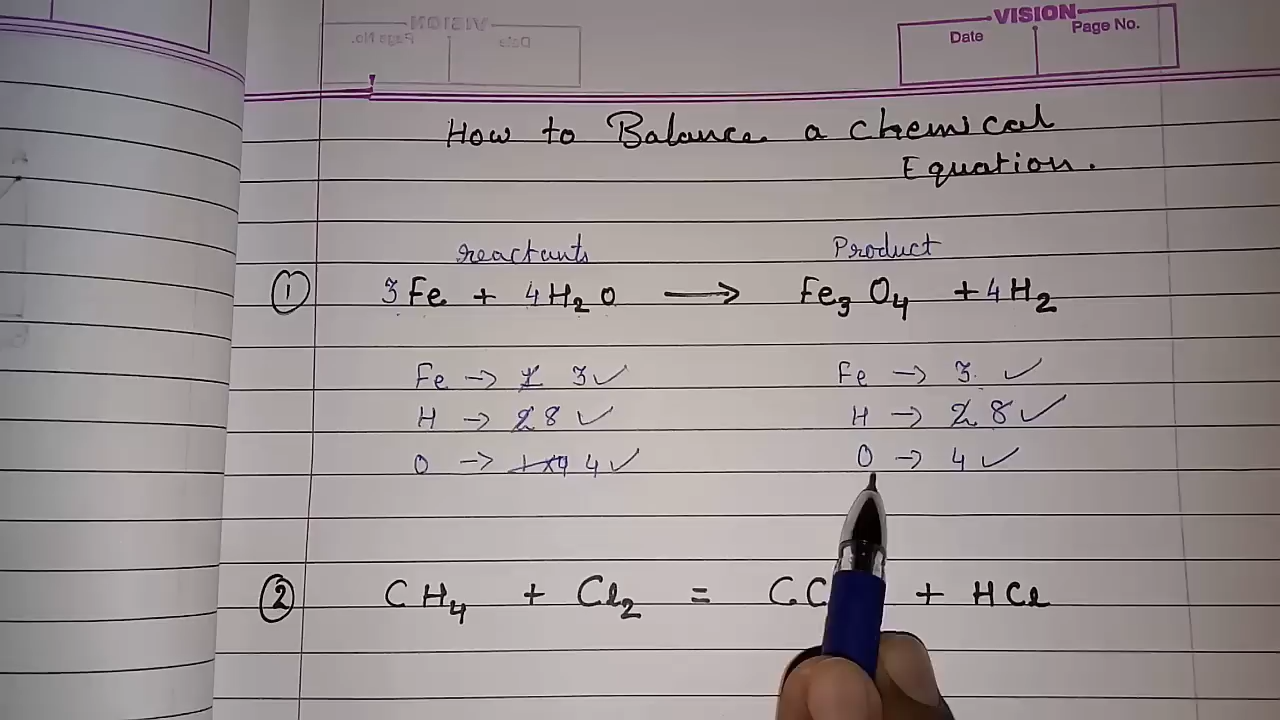 VISION
Date Page No.
How to Balance a chemical
Equation.
reactants Product
① 3Fe + 4H₂O ⟶ Fe₃O₄ + 4H₂
Fe → 1 3✓ Fe → 3. ✓
H → 2 8 ✓ H → 2 8✓
O → 1×4 4✓ O → 4✓
② CH₄ + Cl₂ = CC + HCl